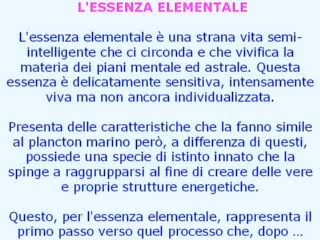 L'ESSENZA ELEMENTALE
L'essenza elementale è una strana vita semi-
intelligente che ci circonda e che vivifica la
materia dei piani mentale ed astrale. Questa
essenza è delicatamente sensitiva, intensamente
viva ma non ancora individualizzata.
Presenta delle caratteristiche che la fanno simile
al plancton marino però, a differenza di questi,
possiede una specie di istinto innato che la
spinge a raggrupparsi al fine di creare delle vere
e proprie strutture energetiche.
Questo, per l'essenza elementale, rappresenta il
primo passo verso quel processo che, dopo ...